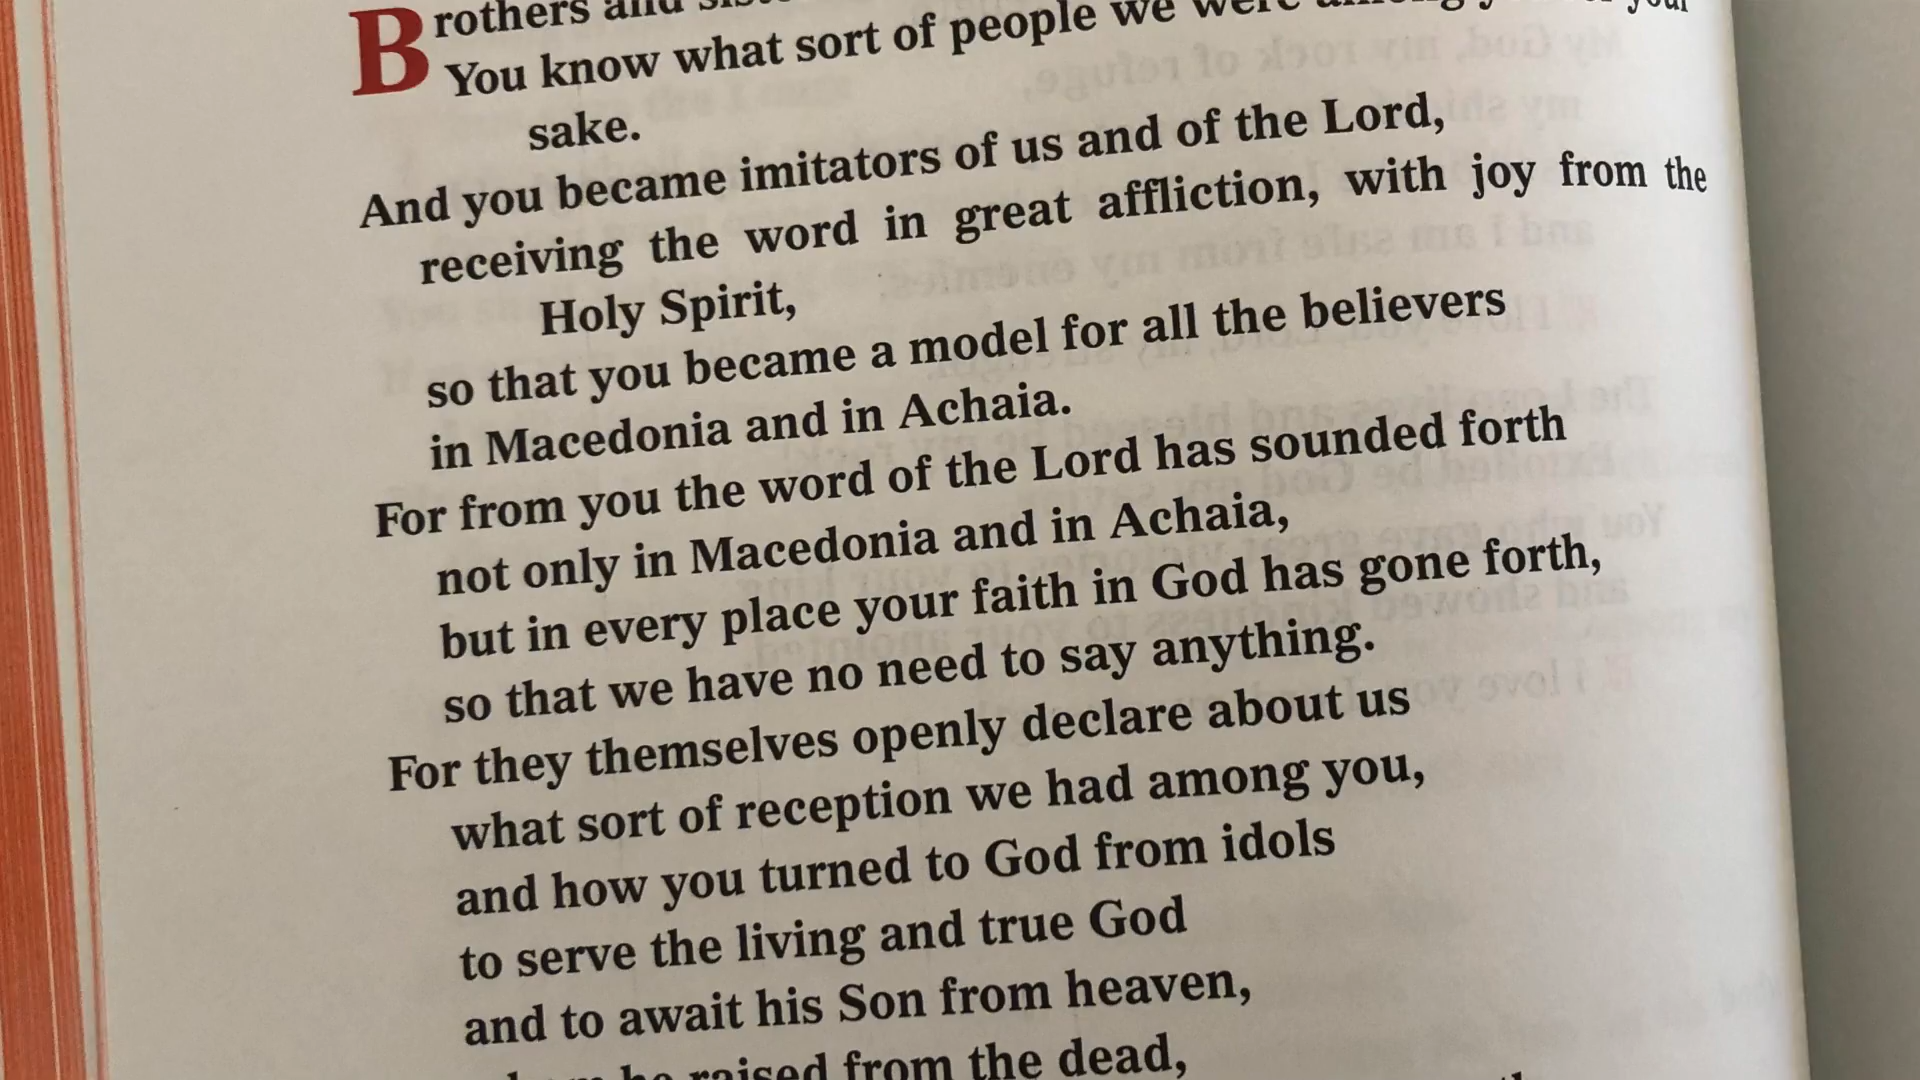 Brothers and
You know what sort of people we were among your
sake.
And you became imitators of us and of the Lord,
receiving the word in great affliction, with joy from the
Holy Spirit,
so that you became a model for all the believers
in Macedonia and in Achaia.
For from you the word of the Lord has sounded forth
not only in Macedonia and in Achaia,
but in every place your faith in God has gone forth,
so that we have no need to say anything.
For they themselves openly declare about us
what sort of reception we had among you,
and how you turned to God from idols
to serve the living and true God
and to await his Son from heaven,
he raised from the dead,